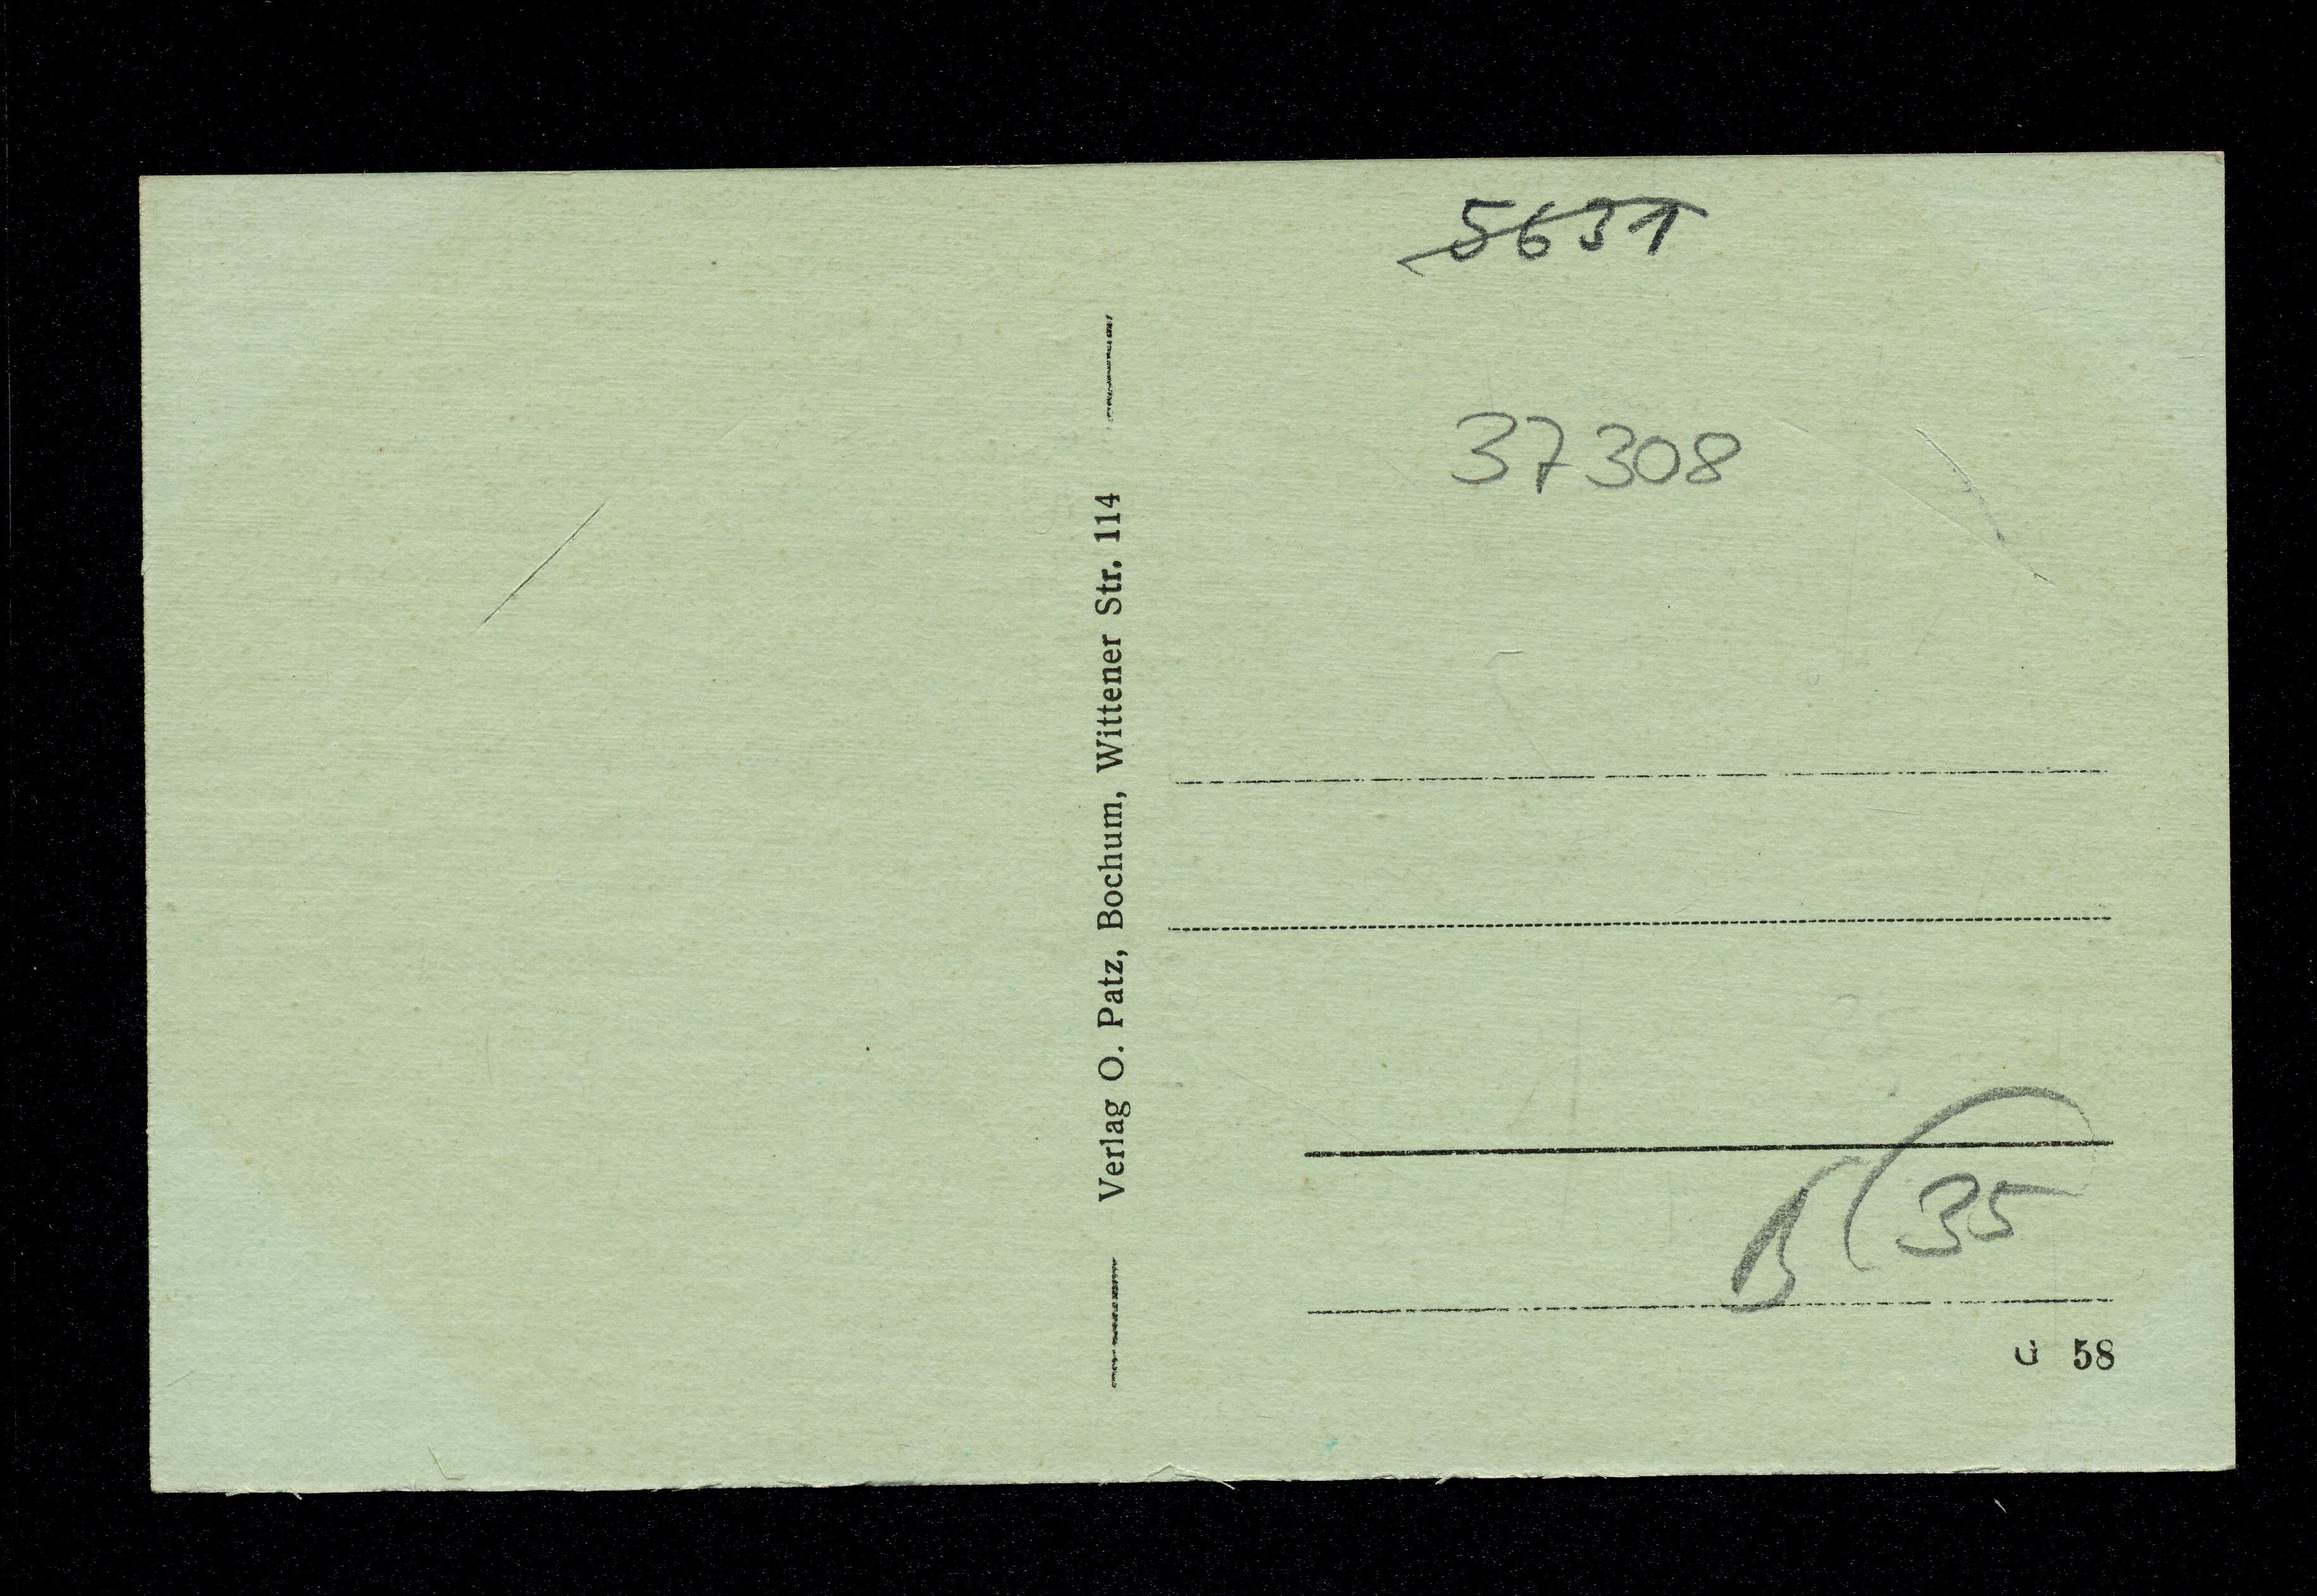 5631
37308
Verlag O. Patz, Bochum, Wittener Str. 114
35
58